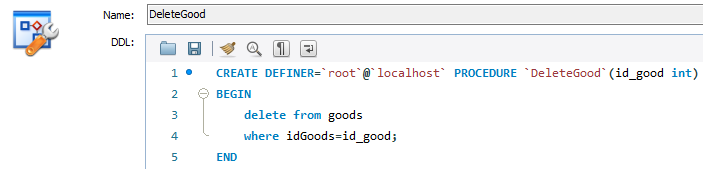 Name: DeleteGood
DDL:
1 CREATE DEFINER=`root`@`localhost` PROCEDURE `DeleteGood`(id_good int)
2 BEGIN
3 delete from goods
4 where idGoods=id_good;
5 END